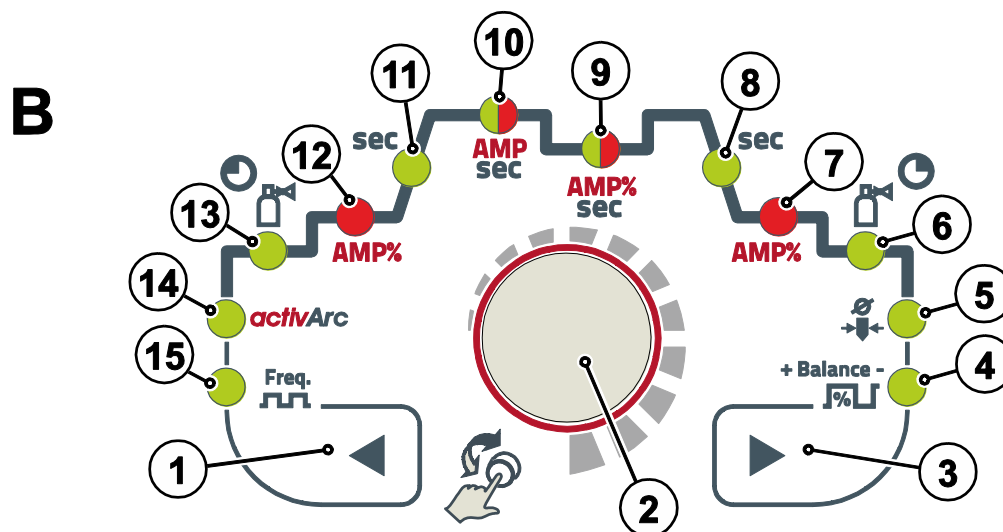 B
10
11
9
8
sec
AMP
sec
sec
12
7
AMP%
sec
13
AMP%
AMP%
6
14
activArc
5
15
Freq.
+ Balance -
%
4
1
3
2